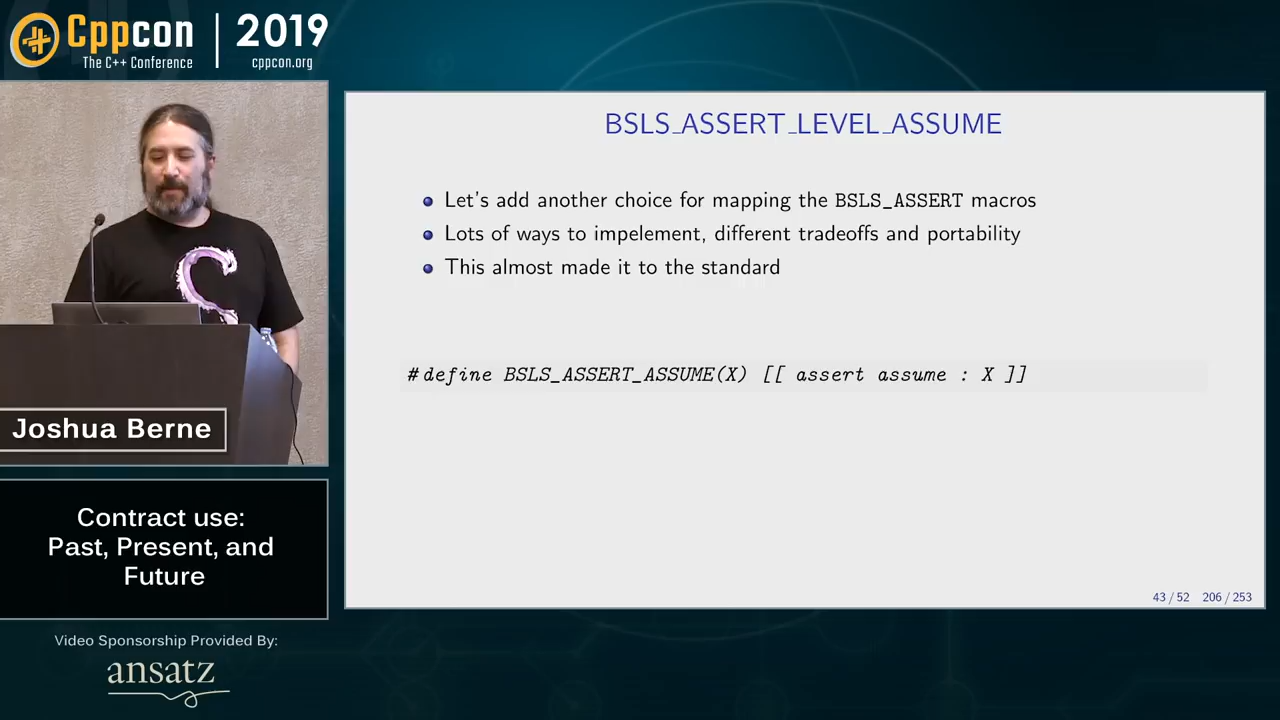 Cppcon
The C++ Conference
2019
cppcon.org
BSLS_ASSERT_LEVEL_ASSUME
Let's add another choice for mapping the BSLS_ASSERT macros
Lots of ways to impelement, different tradeoffs and portability
This almost made it to the standard
#define BSLS_ASSERT_ASSUME(X) [[ assert assume : X ]]
43 / 52 206 / 253
Joshua Berne
Contract use:
Past, Present, and
Future
Video Sponsorship Provided By:
ansatz